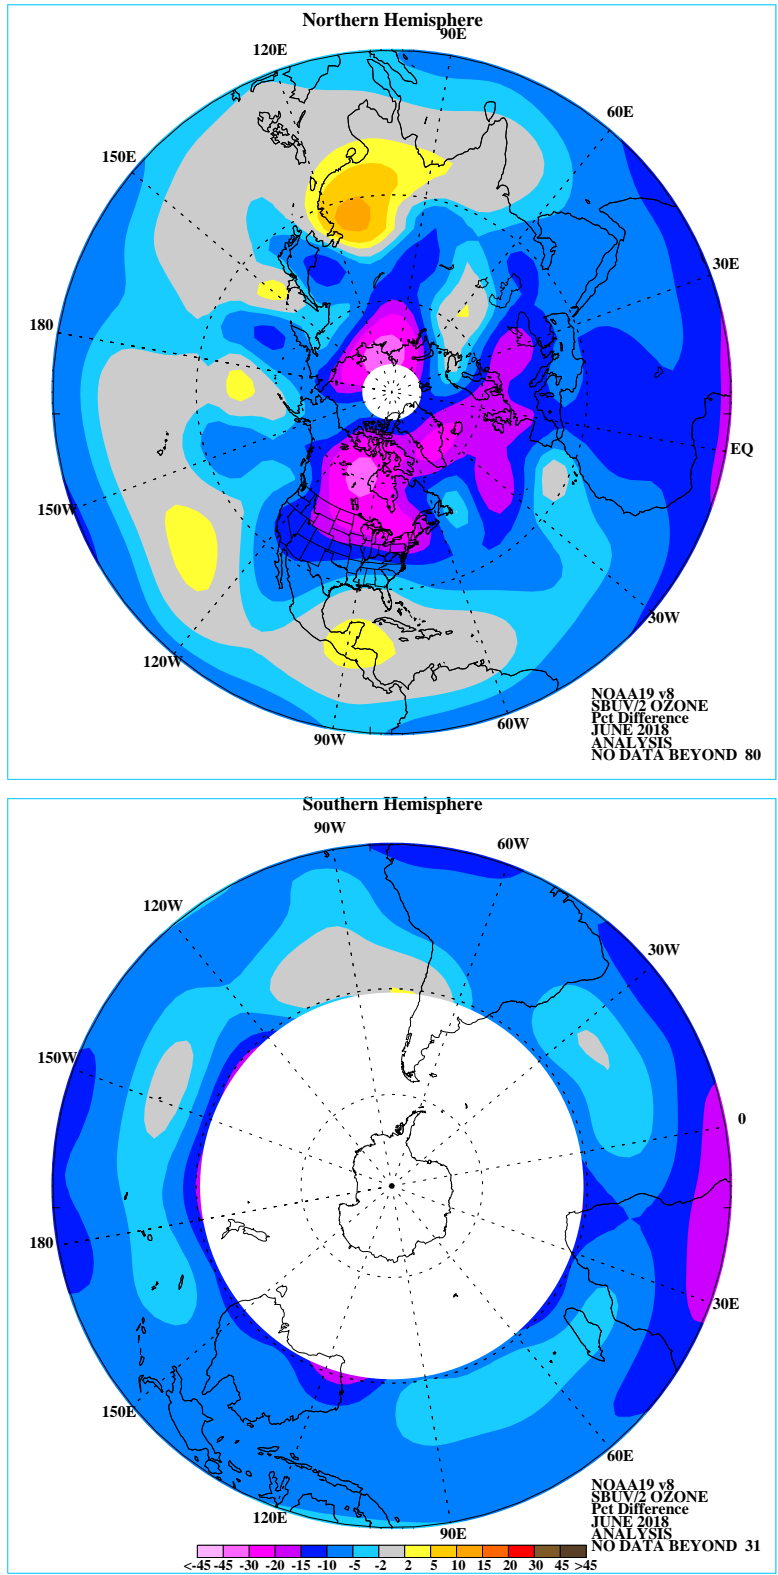 Northern Hemisphere
90E
120E
60E
150E
30E
180
EQ
150W
30W
120W
60W
90W
NOAA19 v8
SBUV/2 OZONE
Pct Difference
JUNE 2018
ANALYSIS
NO DATA BEYOND 80
Southern Hemisphere
90W
60W
120W
30W
150W
0
180
30E
150E
60E
120E
90E
NOAA19 v8
SBUV/2 OZONE
Pct Difference
JUNE 2018
ANALYSIS
NO DATA BEYOND 31
<-45 -45 -30 -20 -15 -10 -5 -2 2 5 10 15 20 30 45 >45